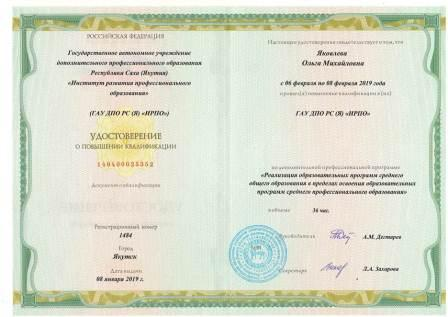 РОССИЙСКАЯ ФЕДЕРАЦИЯ
Государственное автономное учреждение
дополнительного профессионального образования
Республики Саха (Якутия)
«Институт развития профессионального
образования»
(ГАУ ДПО РС (Я) «ИРПО»)
УДОСТОВЕРЕНИЕ
О ПОВЫШЕНИИ КВАЛИФИКАЦИИ
140400025352
Документ о квалификации
Регистрационный номер
1484
Город
Якутск
Дата выдачи
08 января 2019 г.
Настоящее удостоверение свидетельствует о том, что
Яковлева
Ольга Михайловна
с 06 февраля по 08 февраля 2019 года
прошёл(а) повышение квалификации в (на)
ГАУ ДПО РС (Я) «ИРПО»
по дополнительной профессиональной программе
«Реализация образовательных программ среднего
общего образования в пределах освоения образовательных
программ среднего профессионального образования»
в объёме 36 час.
Руководитель А.М. Дегтярев
Секретарь Л.А. Захарова